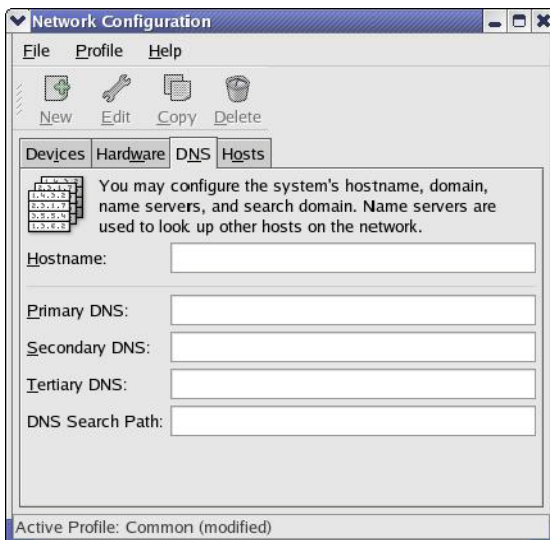 Network Configuration
File Profile Help
New Edit Copy Delete
Devices Hardware DNS Hosts
You may configure the system's hostname, domain,
name servers, and search domain. Name servers are
used to look up other hosts on the network.
Hostname:
Primary DNS:
Secondary DNS:
Tertiary DNS:
DNS Search Path:
Active Profile: Common (modified)